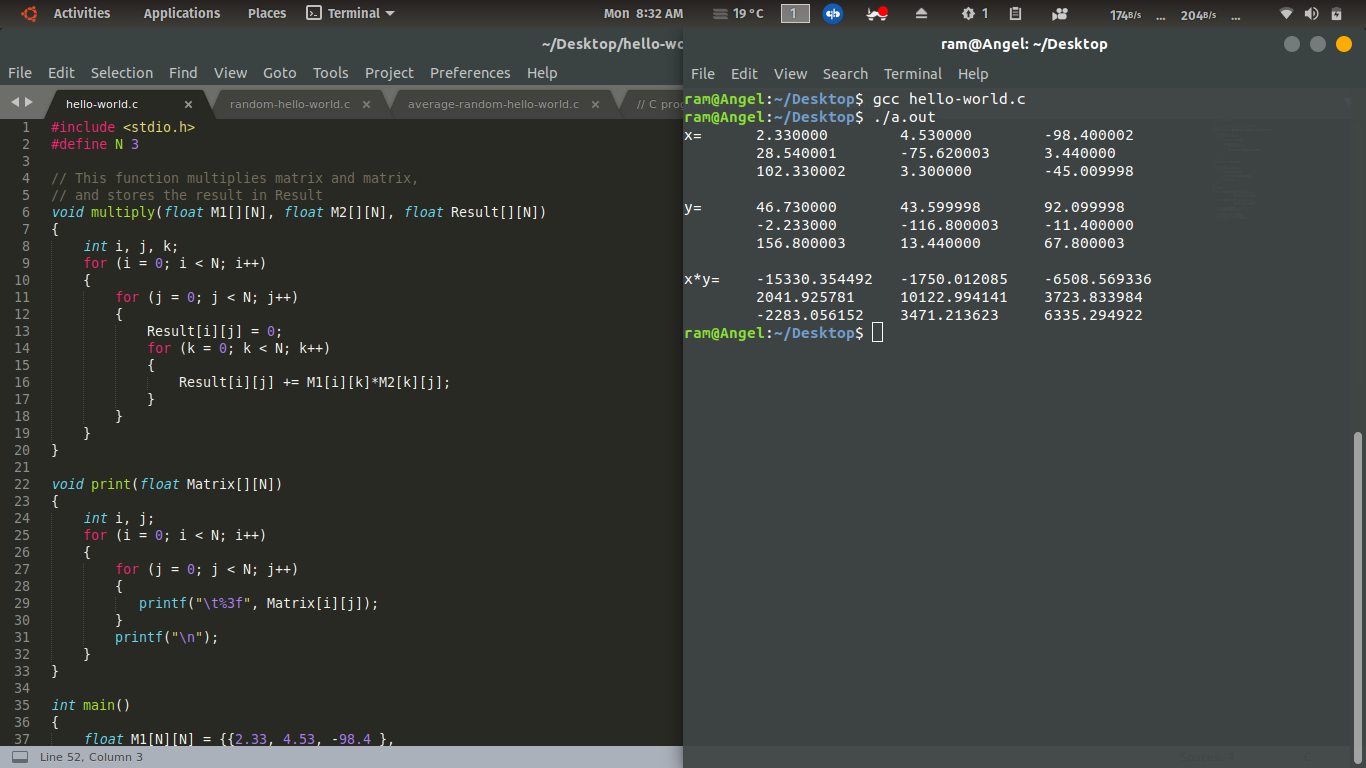 Activities Applications Places Terminal Mon 8:32 AM 19 °C 1 1 174B/s ... 204B/s ...
~/Desktop/hello-wo
File Edit Selection Find View Goto Tools Project Preferences Help
hello-world.c × random-hello-world.c × average-random-hello-world.c × // C prog
1 #include <stdio.h>
2 #define N 3
3
4 // This function multiplies matrix and matrix,
5 // and stores the result in Result
6 void multiply(float M1[][N], float M2[][N], float Result[][N])
7 {
8 int i, j, k;
9 for (i = 0; i < N; i++)
10 {
11 for (j = 0; j < N; j++)
12 {
13 Result[i][j] = 0;
14 for (k = 0; k < N; k++)
15 {
16 Result[i][j] += M1[i][k]*M2[k][j];
17 }
18 }
19 }
20 }
21
22 void print(float Matrix[][N])
23 {
24 int i, j;
25 for (i = 0; i < N; i++)
26 {
27 for (j = 0; j < N; j++)
28 {
29 printf("\t%3f", Matrix[i][j]);
30 }
31 printf("\n");
32 }
33 }
34
35 int main()
36 {
37 float M1[N][N] = {{2.33, 4.53, -98.4 },
Line 52, Column 3
ram@Angel: ~/Desktop
File Edit View Search Terminal Help
ram@Angel:~/Desktop$ gcc hello-world.c
ram@Angel:~/Desktop$ ./a.out
x= 2.330000 4.530000 -98.400002
28.540001 -75.620003 3.440000
102.330002 3.300000 -45.009998
y= 46.730000 43.599998 92.099998
-2.233000 -116.800003 -11.400000
156.800003 13.440000 67.800003
x*y= -15330.354492 -1750.012085 -6508.569336
2041.925781 10122.994141 3723.833984
-2283.056152 3471.213623 6335.294922
ram@Angel:~/Desktop$